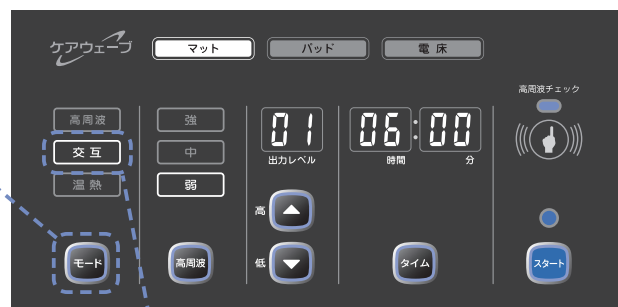 ケアウェーブ
マット
パッド
電床
高周波チェック
高周波
交互
温熱
モード
強
中
弱
高周波
01
出力レベル
高
低
06:00
時間 分
タイム
スタート